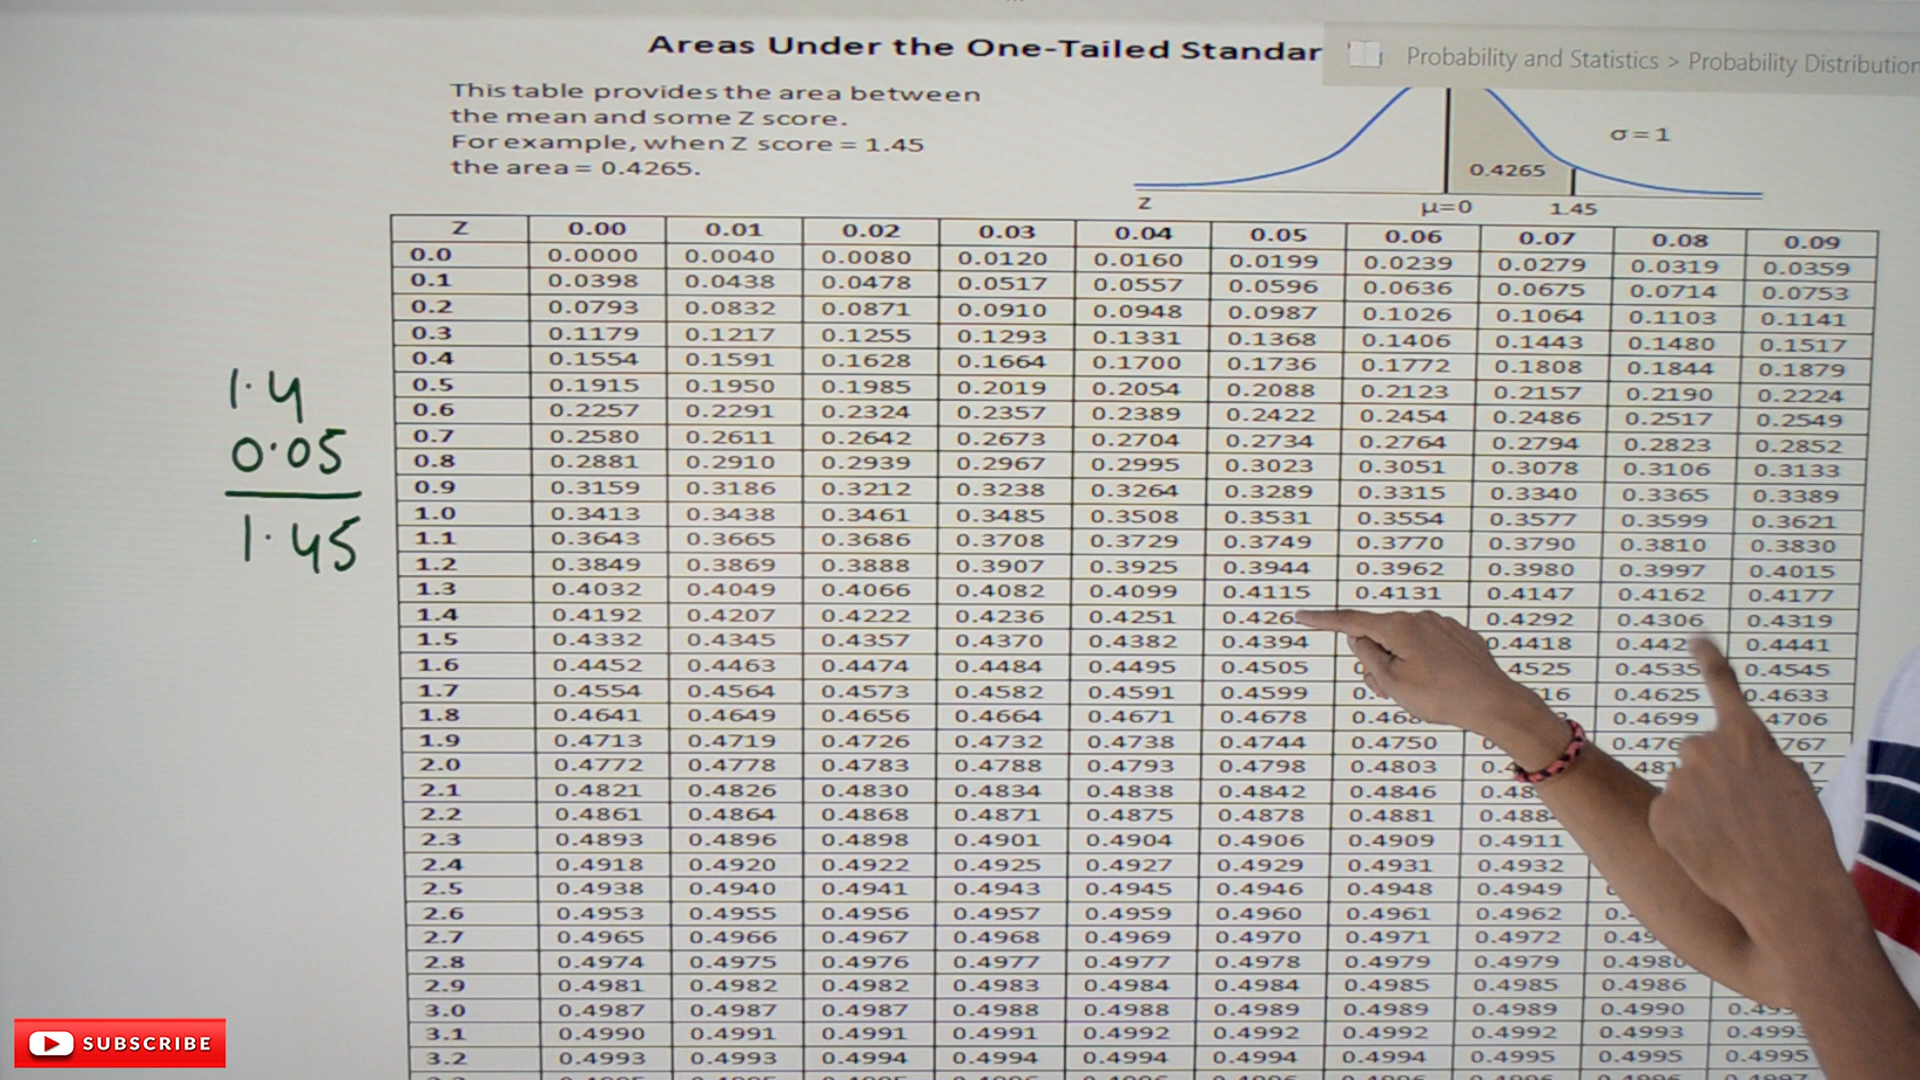 Areas Under the One-Tailed Standar
Probability and Statistics > Probability Distribution
This table provides the area between
the mean and some Z score.
For example, when Z score = 1.45
the area = 0.4265.
σ = 1
0.4265
Z
μ=0
1.45
1.4
0.05
1.45
Z 0.00 0.01 0.02 0.03 0.04 0.05 0.06 0.07 0.08 0.09
0.0 0.0000 0.0040 0.0080 0.0120 0.0160 0.0199 0.0239 0.0279 0.0319 0.0359
0.1 0.0398 0.0438 0.0478 0.0517 0.0557 0.0596 0.0636 0.0675 0.0714 0.0753
0.2 0.0793 0.0832 0.0871 0.0910 0.0948 0.0987 0.1026 0.1064 0.1103 0.1141
0.3 0.1179 0.1217 0.1255 0.1293 0.1331 0.1368 0.1406 0.1443 0.1480 0.1517
0.4 0.1554 0.1591 0.1628 0.1664 0.1700 0.1736 0.1772 0.1808 0.1844 0.1879
0.5 0.1915 0.1950 0.1985 0.2019 0.2054 0.2088 0.2123 0.2157 0.2190 0.2224
0.6 0.2257 0.2291 0.2324 0.2357 0.2389 0.2422 0.2454 0.2486 0.2517 0.2549
0.7 0.2580 0.2611 0.2642 0.2673 0.2704 0.2734 0.2764 0.2794 0.2823 0.2852
0.8 0.2881 0.2910 0.2939 0.2967 0.2995 0.3023 0.3051 0.3078 0.3106 0.3133
0.9 0.3159 0.3186 0.3212 0.3238 0.3264 0.3289 0.3315 0.3340 0.3365 0.3389
1.0 0.3413 0.3438 0.3461 0.3485 0.3508 0.3531 0.3554 0.3577 0.3599 0.3621
1.1 0.3643 0.3665 0.3686 0.3708 0.3729 0.3749 0.3770 0.3790 0.3810 0.3830
1.2 0.3849 0.3869 0.3888 0.3907 0.3925 0.3944 0.3962 0.3980 0.3997 0.4015
1.3 0.4032 0.4049 0.4066 0.4082 0.4099 0.4115 0.4131 0.4147 0.4162 0.4177
1.4 0.4192 0.4207 0.4222 0.4236 0.4251 0.426 0.4292 0.4306 0.4319
1.5 0.4332 0.4345 0.4357 0.4370 0.4382 0.4394 0.4418 0.442 0.4441
1.6 0.4452 0.4463 0.4474 0.4484 0.4495 0.4505 .4525 0.4535 0.4545
1.7 0.4554 0.4564 0.4573 0.4582 0.4591 0.4599 0. 16 0.4625 0.4633
1.8 0.4641 0.4649 0.4656 0.4664 0.4671 0.4678 0.468 0.4699 4706
1.9 0.4713 0.4719 0.4726 0.4732 0.4738 0.4744 0.4750 0.476 767
2.0 0.4772 0.4778 0.4783 0.4788 0.4793 0.4798 0.4803 0.4 481 7
2.1 0.4821 0.4826 0.4830 0.4834 0.4838 0.4842 0.4846 0.48
2.2 0.4861 0.4864 0.4868 0.4871 0.4875 0.4878 0.4881 0.488
2.3 0.4893 0.4896 0.4898 0.4901 0.4904 0.4906 0.4909 0.4911
2.4 0.4918 0.4920 0.4922 0.4925 0.4927 0.4929 0.4931 0.4932
2.5 0.4938 0.4940 0.4941 0.4943 0.4945 0.4946 0.4948 0.4949
2.6 0.4953 0.4955 0.4956 0.4957 0.4959 0.4960 0.4961 0.4962 0.
2.7 0.4965 0.4966 0.4967 0.4968 0.4969 0.4970 0.4971 0.4972 0.49
2.8 0.4974 0.4975 0.4976 0.4977 0.4977 0.4978 0.4979 0.4979 0.4980
2.9 0.4981 0.4982 0.4982 0.4983 0.4984 0.4984 0.4985 0.4985 0.4986
3.0 0.4987 0.4987 0.4987 0.4988 0.4988 0.4989 0.4989 0.4989 0.4990 0.499
3.1 0.4990 0.4991 0.4991 0.4991 0.4992 0.4992 0.4992 0.4992 0.4993 0.4993
3.2 0.4993 0.4993 0.4994 0.4994 0.4994 0.4994 0.4994 0.4995 0.4995 0.4995
SUBSCRIBE